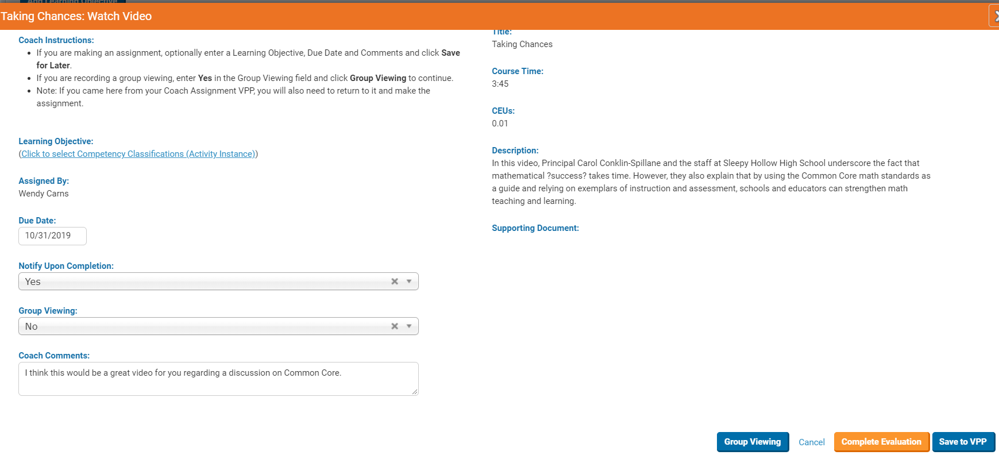 Add Learning Objective
Taking Chances: Watch Video
Coach Instructions:
If you are making an assignment, optionally enter a Learning Objective, Due Date and Comments and click Save
for Later.
If you are recording a group viewing, enter Yes in the Group Viewing field and click Group Viewing to continue.
Note: If you came here from your Coach Assignment VPP, you will also need to return to it and make the
assignment.
Learning Objective:
(Click to select Competency Classifications (Activity Instance))
Assigned By:
Wendy Carns
Due Date:
10/31/2019
Notify Upon Completion:
Yes
Group Viewing:
No
Coach Comments:
I think this would be a great video for you regarding a discussion on Common Core.
Title:
Taking Chances
Course Time:
3:45
CEUs:
0.01
Description:
In this video, Principal Carol Conklin-Spillane and the staff at Sleepy Hollow High School underscore the fact that
mathematical ?success? takes time. However, they also explain that by using the Common Core math standards as
a guide and relying on exemplars of instruction and assessment, schools and educators can strengthen math
teaching and learning.
Supporting Document:
Group Viewing
Cancel
Complete Evaluation
Save to VPP